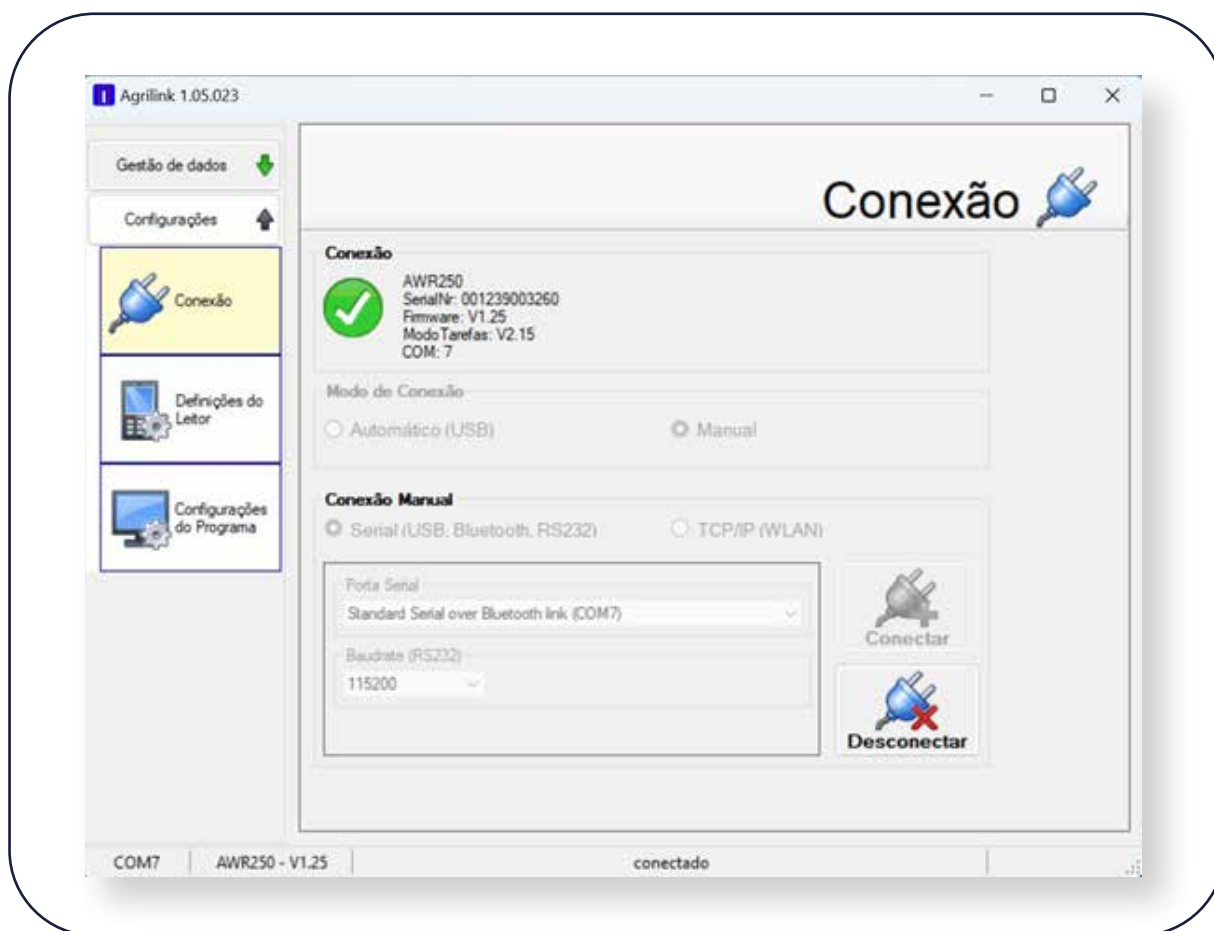 Agrilink 1.05.023
Gestão de dados
Configurações
Conexão
Definições do
Leitor
Configurações
do Programa
Conexão
Conexão
AWR250
SerialNr: 001239003260
Firmware: V1.25
ModoTarefas: V2.15
COM: 7
Modo de Conexão
Automático (USB)
Manual
Conexão Manual
Serial (USB, Bluetooth, RS232)
TCP/IP (WLAN)
Porta Serial
Standard Serial over Bluetooth link (COM7)
Baudrate (RS232)
115200
Conectar
Desconectar
COM7
AWR250 - V1.25
conectado